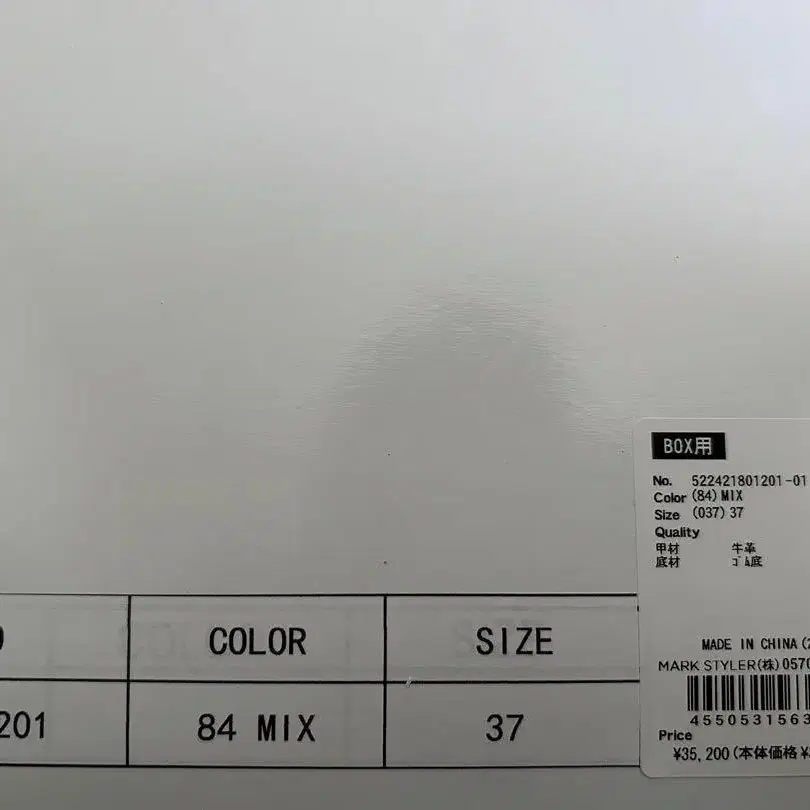 COLOR SIZE
201 84 MIX 37
BOX用
No. 522421801201-01
Color (84) MIX
Size (037) 37
Quality
甲材 牛革
底材 ゴム底
MADE IN CHINA (2
MARK STYLER(株) 0570
4550531563
Price
¥35,200(本体価格¥